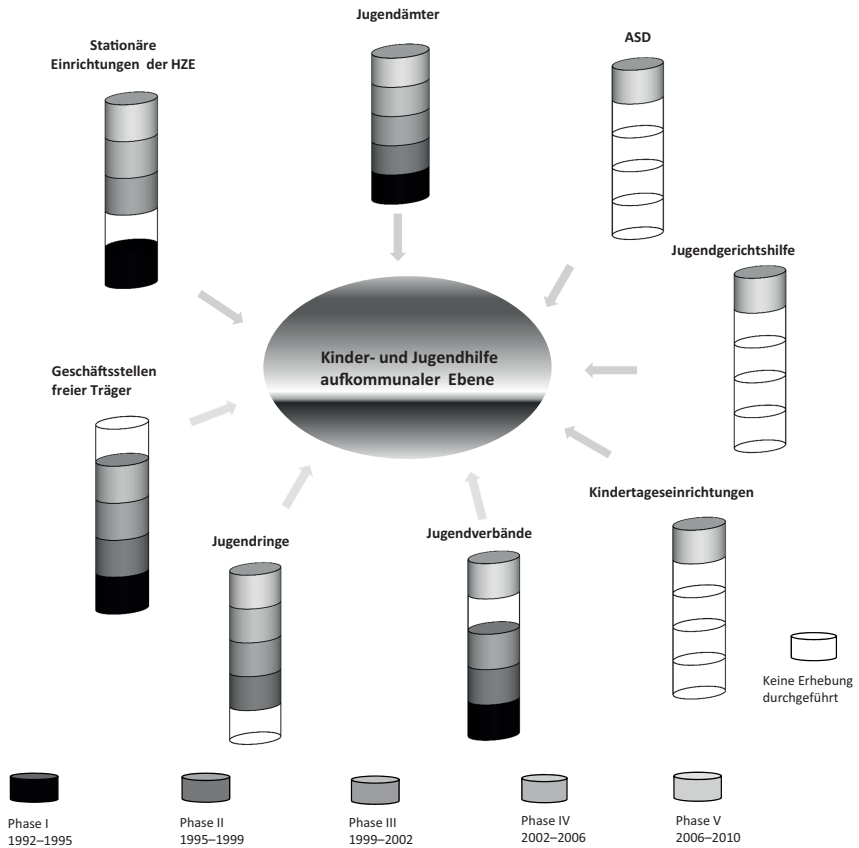 Jugendämter
Stationäre
Einrichtungen der HZE
ASD
Jugendgerichtshilfe
Kinder- und Jugendhilfe
aufkommunaler Ebene
Geschäftsstellen
freier Träger
Kindertageseinrichtungen
Jugendringe
Jugendverbände
Keine Erhebung
durchgeführt
Phase I
1992–1995
Phase II
1995–1999
Phase III
1999–2002
Phase IV
2002–2006
Phase V
2006–2010